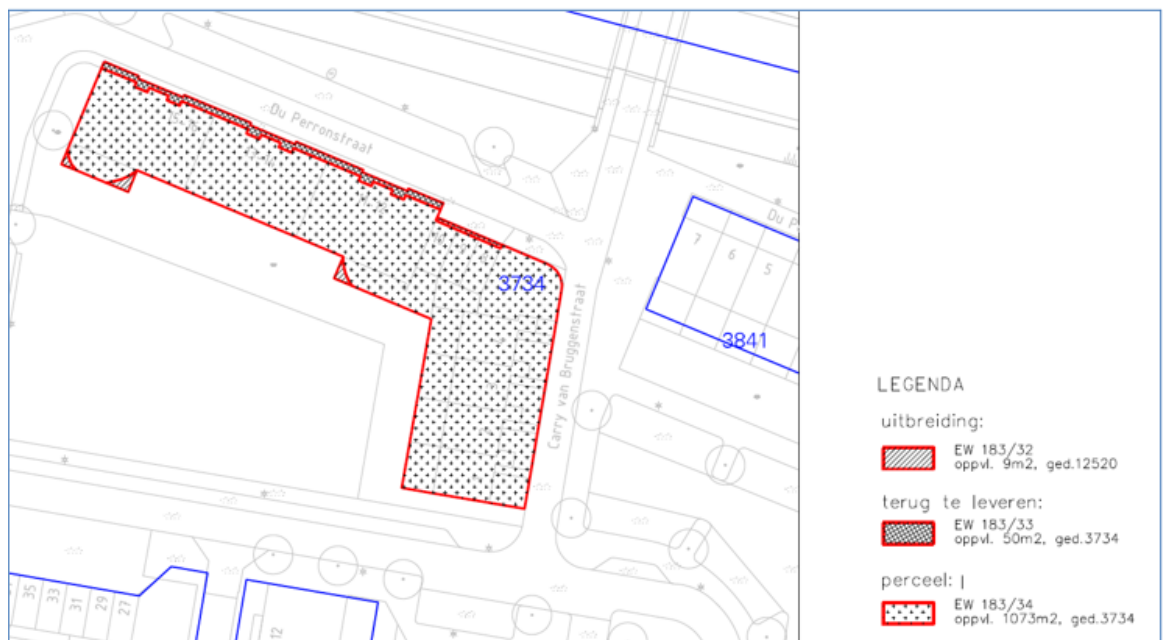 Du Perronstraat
15-16
3734
Carry van Bruggenstraat
Du P
7
6
5
3841
35
33
31
29
27
12
LEGENDA
uitbreiding:
EW 183/32
oppvl. 9m2, ged.12520
terug te leveren:
EW 183/33
oppvl. 50m2, ged.3734
perceel:
EW 183/34
oppvl. 1073m2, ged.3734